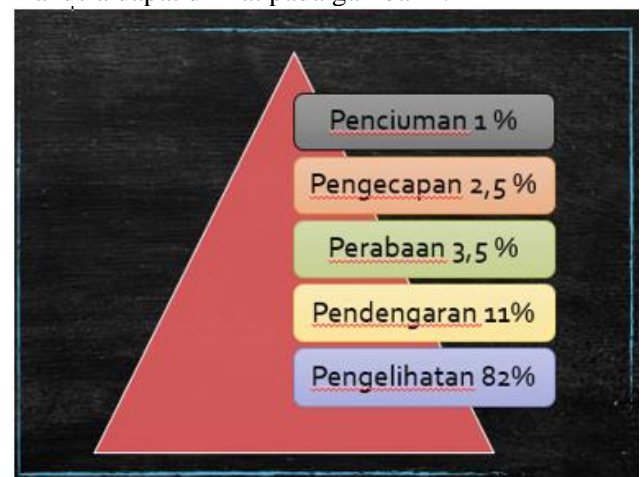 Penciuman 1 %
Pengecapan 2,5 %
Perabaan 3,5 %
Pendengaran 11%
Pengelihatan 82%